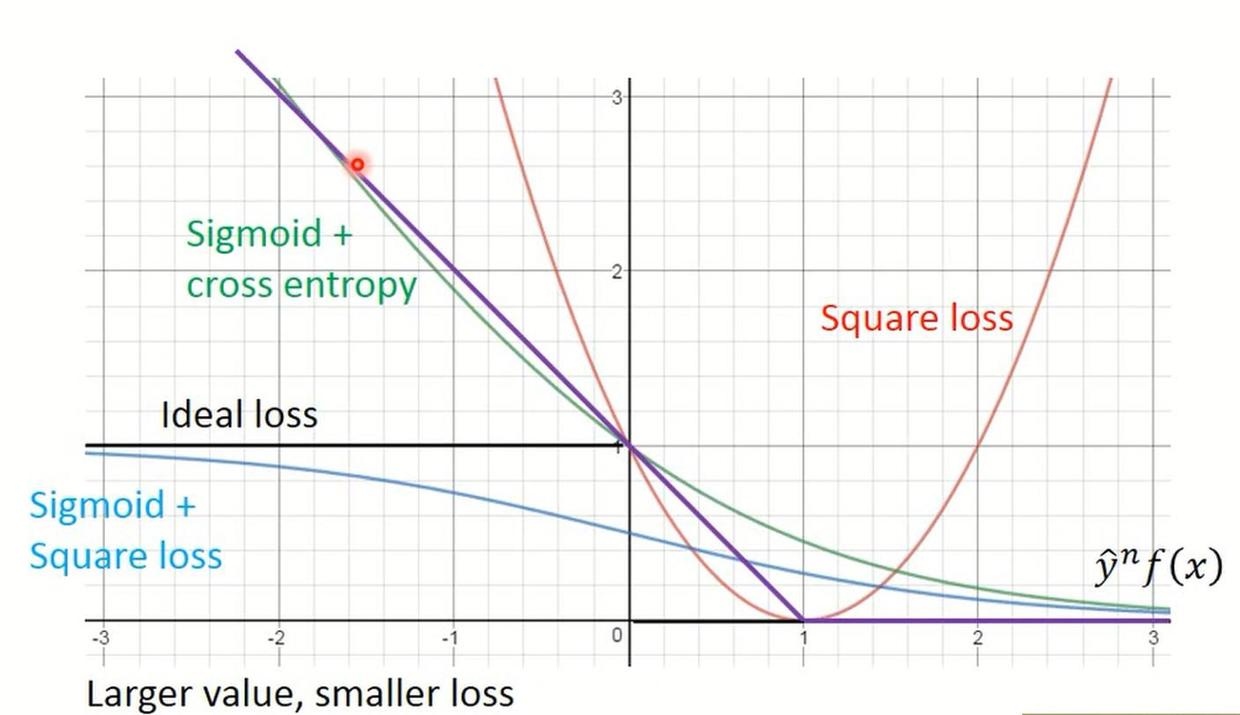 3
Sigmoid +
cross entropy
2
Square loss
Ideal loss
1
Sigmoid +
Square loss
ŷⁿf(x)
-3 -2 -1 0 1 2 3
Larger value, smaller loss